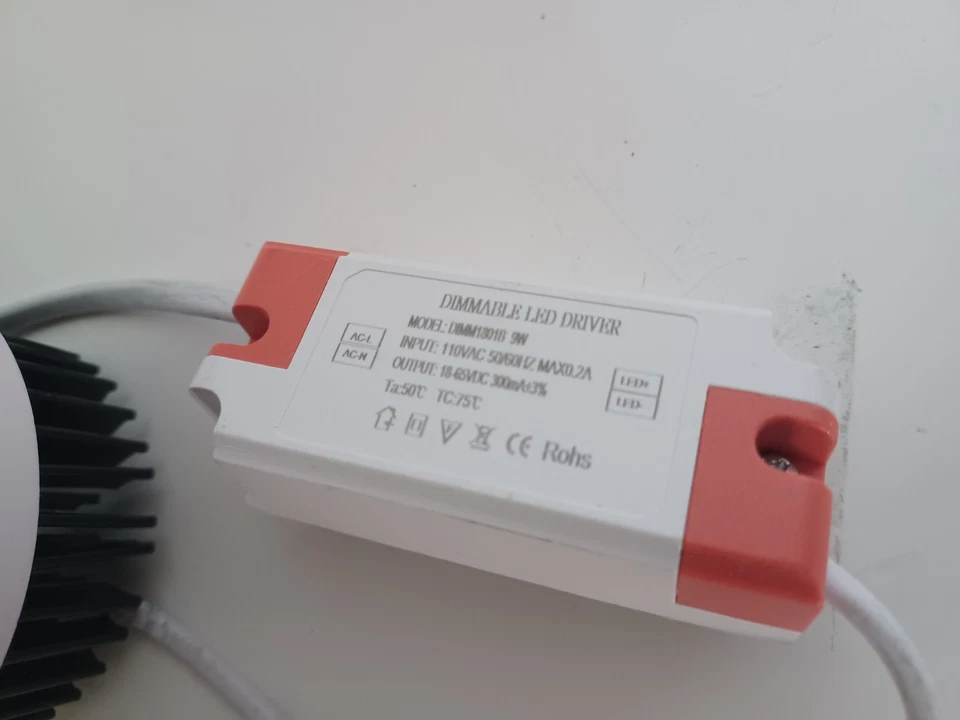 DIMMABLE LED DRIVER
MODEL: DIMM1801B 9W
AC-L
INPUT: 110VAC 50/60HZ MAX0.2A
AC-N
OUTPUT: 18-65VDC 300mA±3%
LED+
LED-
Ta:50℃ TC:75℃
CE Rohs